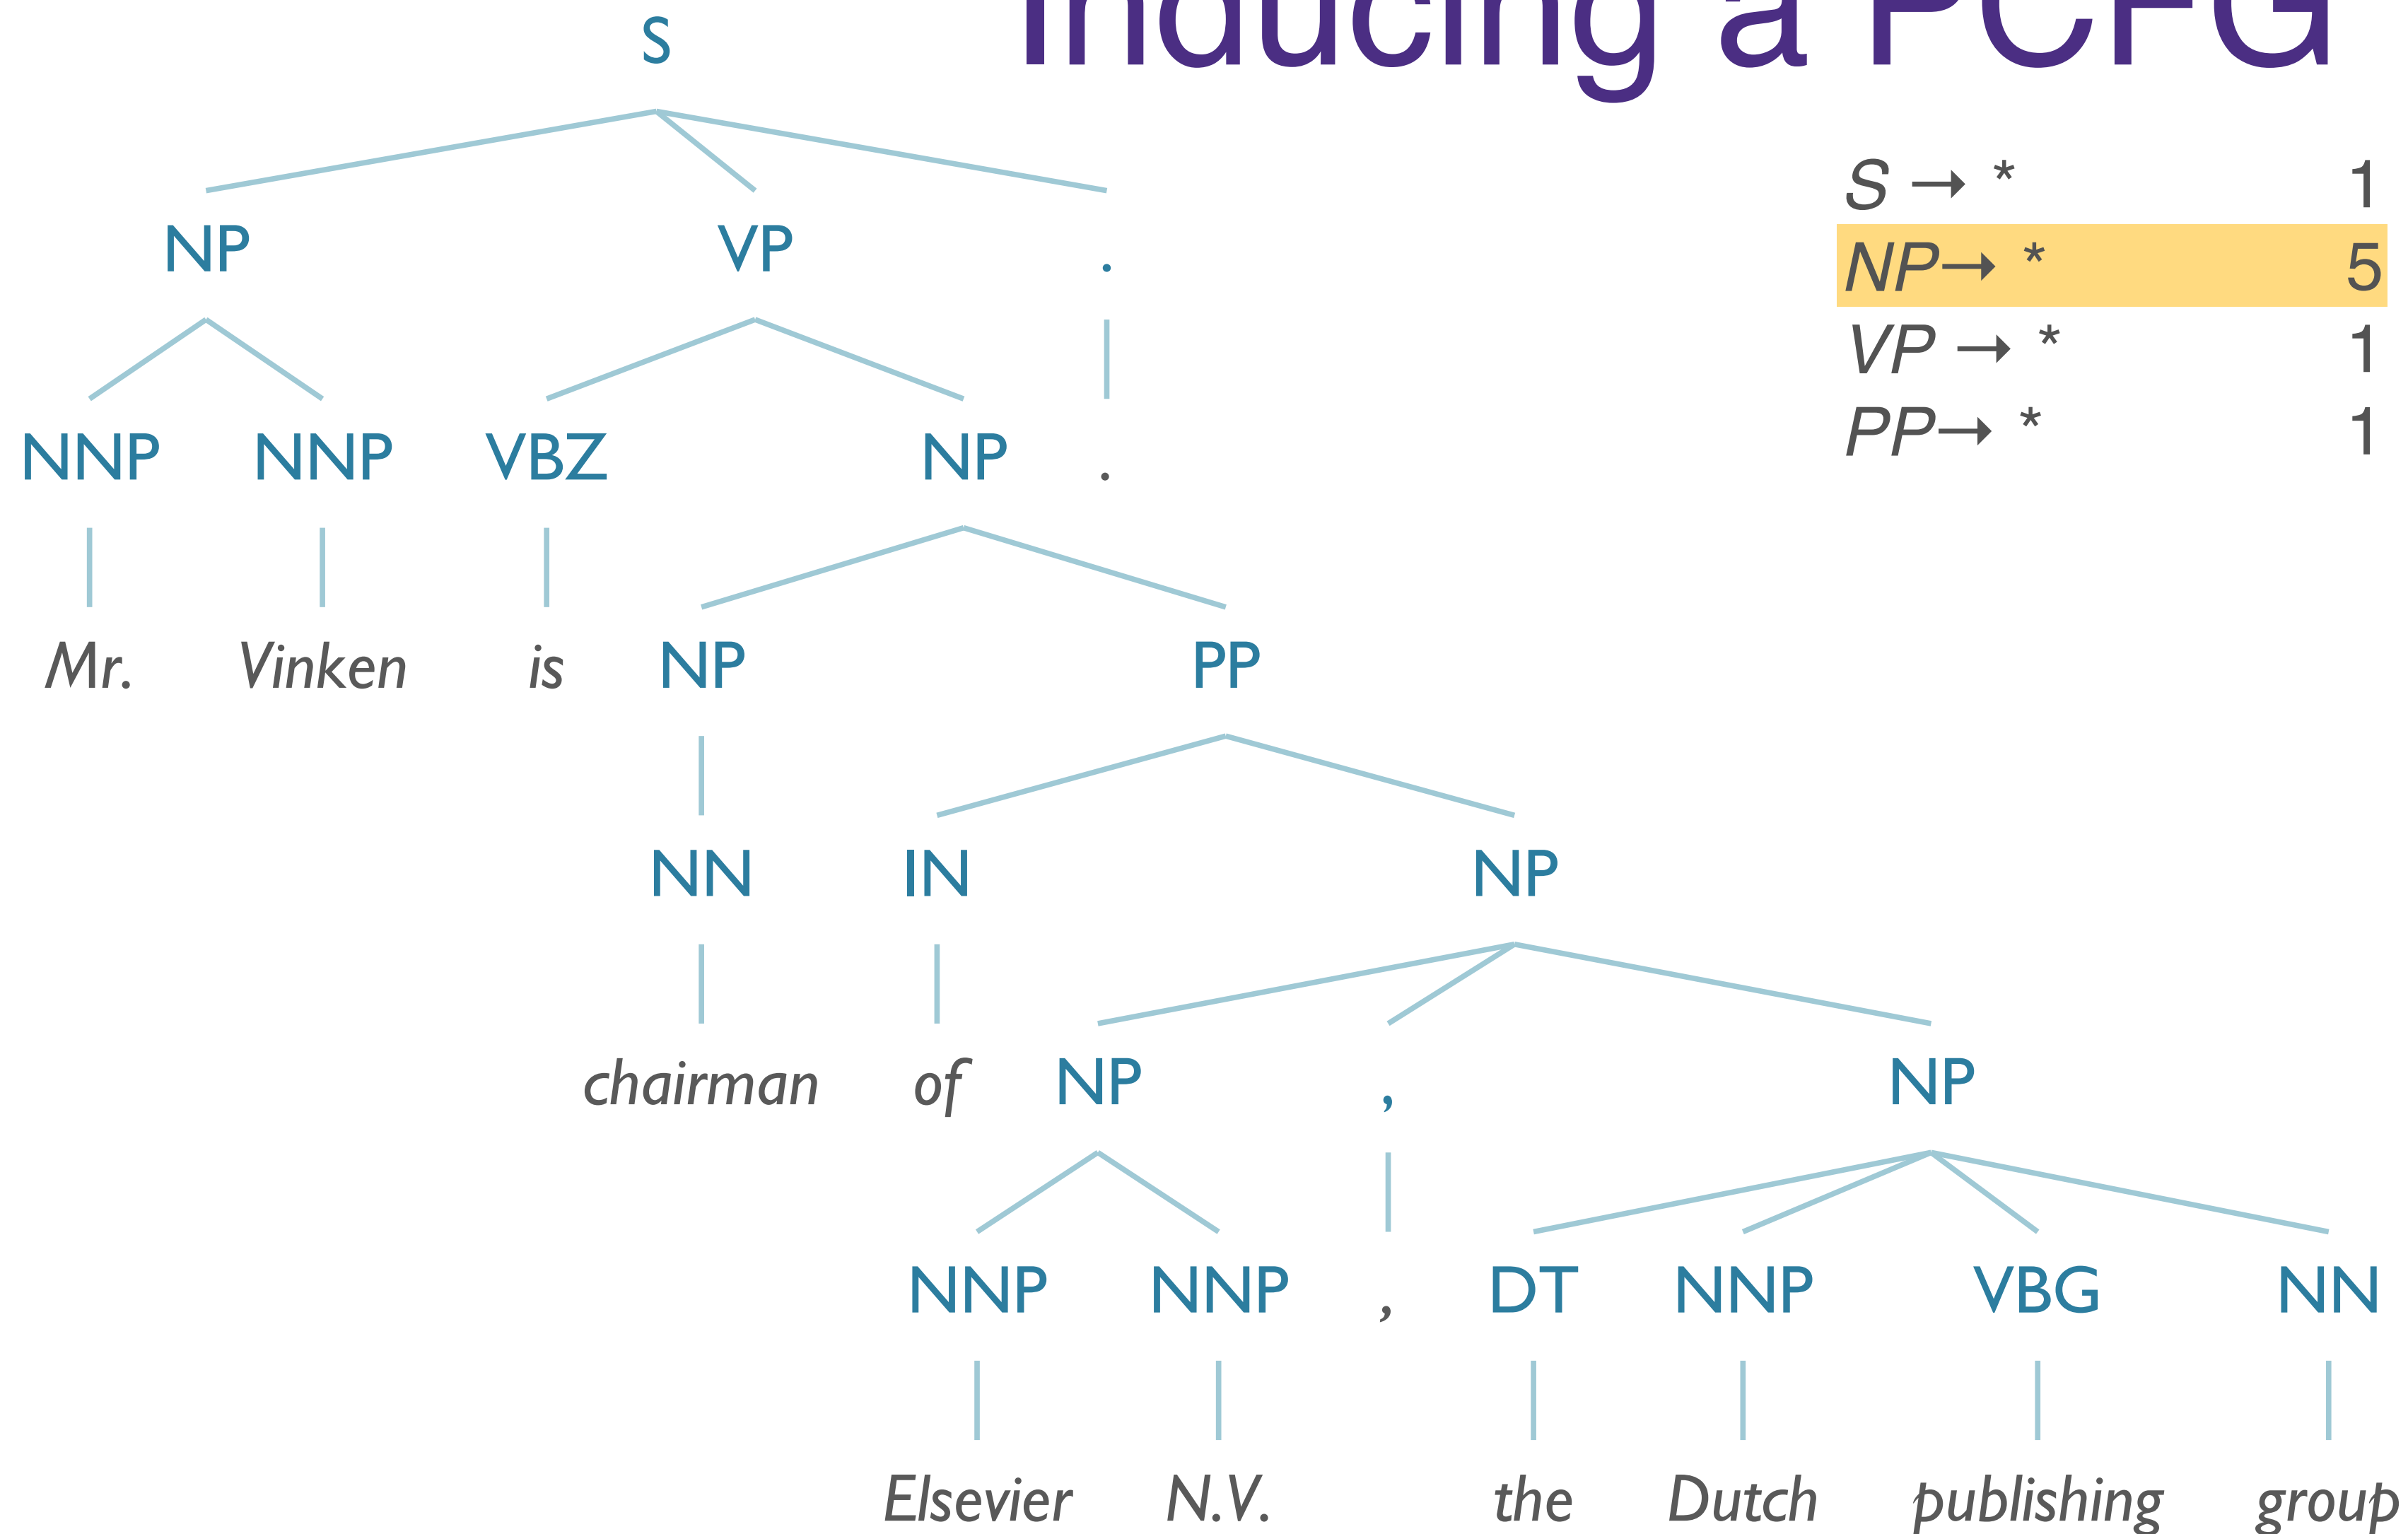 Inducing a PCFG
S
S → * 1
NP → * 5
VP → * 1
PP → * 1
NP VP .
NNP NNP VBZ NP .
Mr. Vinken is NP PP
NN IN NP
chairman of NP , NP
NNP NNP , DT NNP VBG NN
Elsevier N.V. the Dutch publishing group